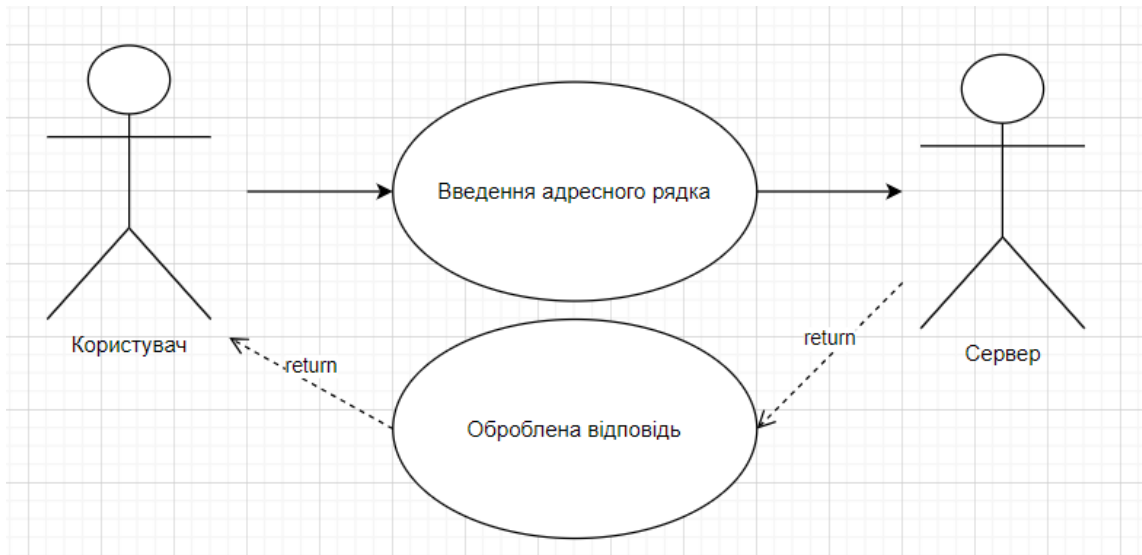 Введення адресного рядка
Користувач
return
return
Сервер
Оброблена відповідь